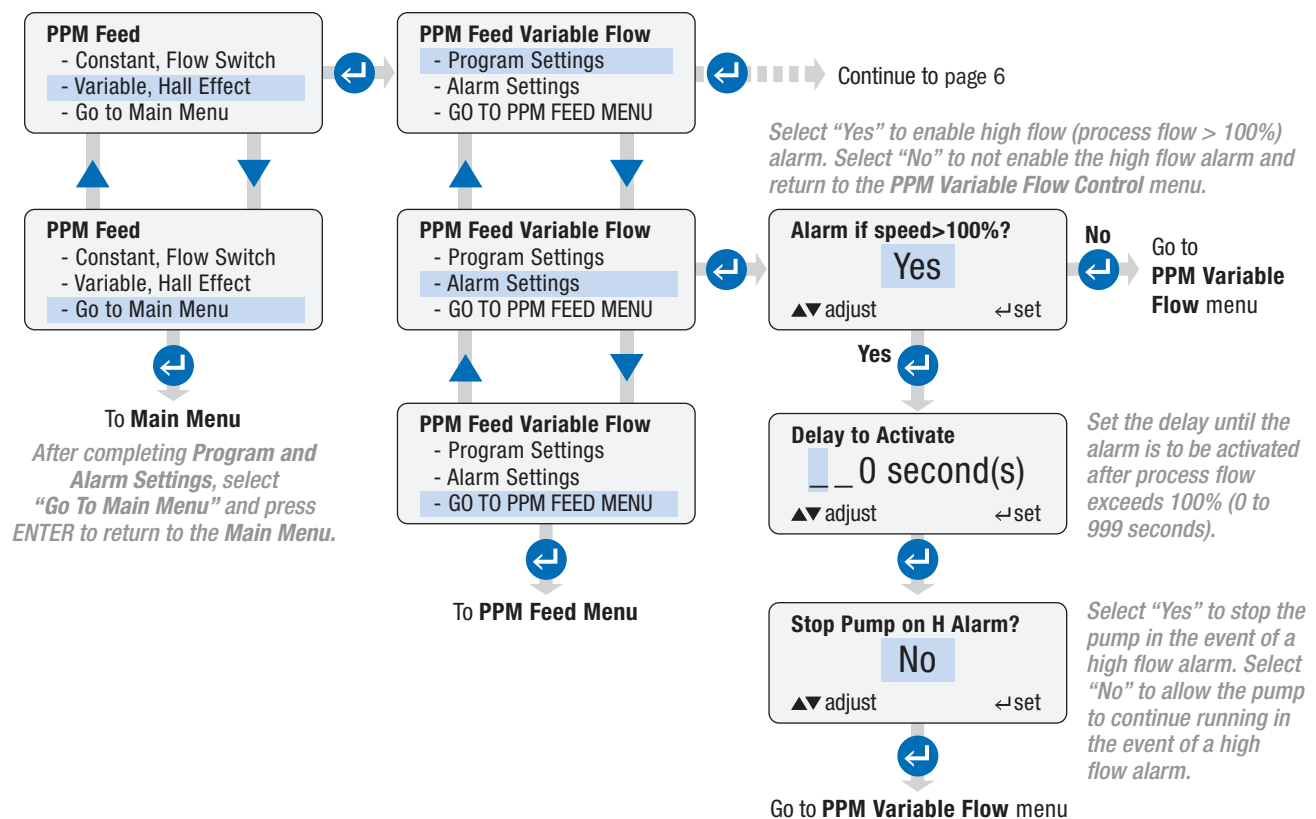 PPM Feed
- Constant, Flow Switch
- Variable, Hall Effect
- Go to Main Menu
PPM Feed Variable Flow
- Program Settings
- Alarm Settings
- GO TO PPM FEED MENU
Continue to page 6
Select “Yes” to enable high flow (process flow > 100%)
alarm. Select “No” to not enable the high flow alarm and
return to the PPM Variable Flow Control menu.
PPM Feed
- Constant, Flow Switch
- Variable, Hall Effect
- Go to Main Menu
To Main Menu
After completing Program and
Alarm Settings, select
“Go To Main Menu” and press
ENTER to return to the Main Menu.
PPM Feed Variable Flow
- Program Settings
- Alarm Settings
- GO TO PPM FEED MENU
Alarm if speed>100%?
Yes
▲▼ adjust ↵ set
No
Go to
PPM Variable
Flow menu
Yes
PPM Feed Variable Flow
- Program Settings
- Alarm Settings
- GO TO PPM FEED MENU
To PPM Feed Menu
Delay to Activate
_ _ 0 second(s)
▲▼ adjust ↵ set
Set the delay until the
alarm is to be activated
after process flow
exceeds 100% (0 to
999 seconds).
Stop Pump on H Alarm?
No
▲▼ adjust ↵ set
Select “Yes” to stop the
pump in the event of a
high flow alarm. Select
“No” to allow the pump
to continue running in
the event of a high
flow alarm.
Go to PPM Variable Flow menu